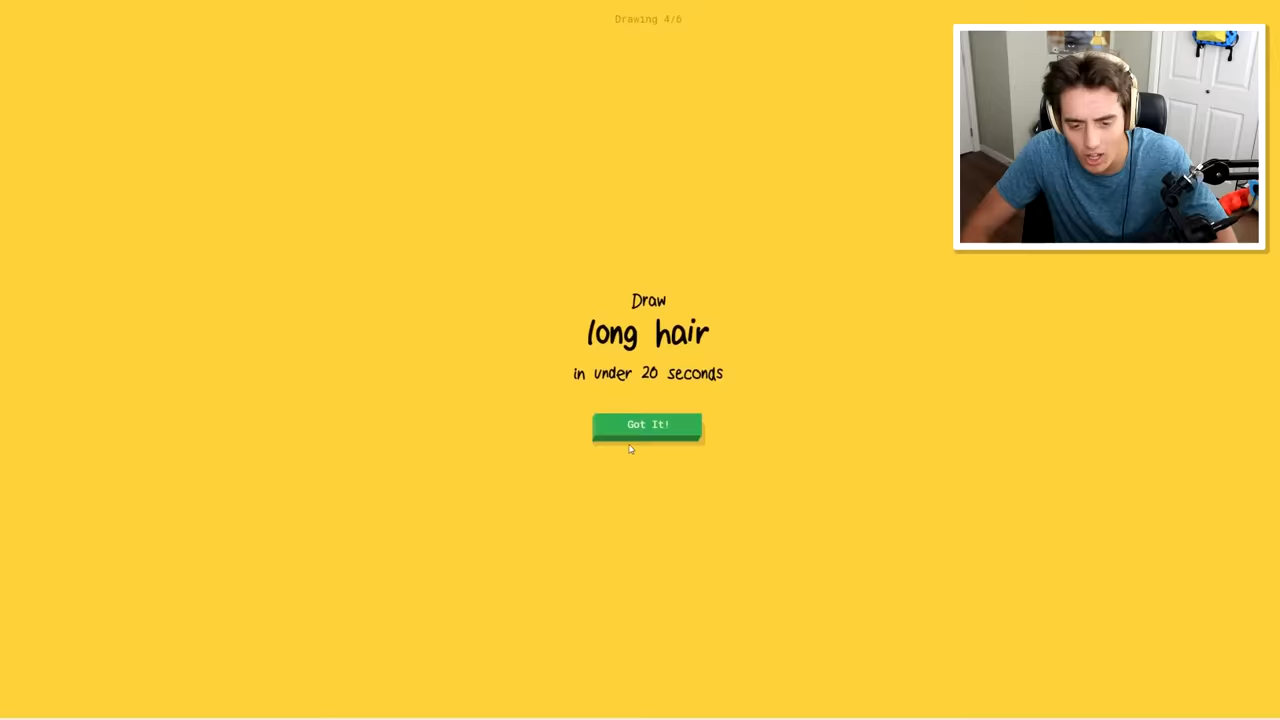 Drawing 4/6
Draw
long hair
in under 20 seconds
Got It!